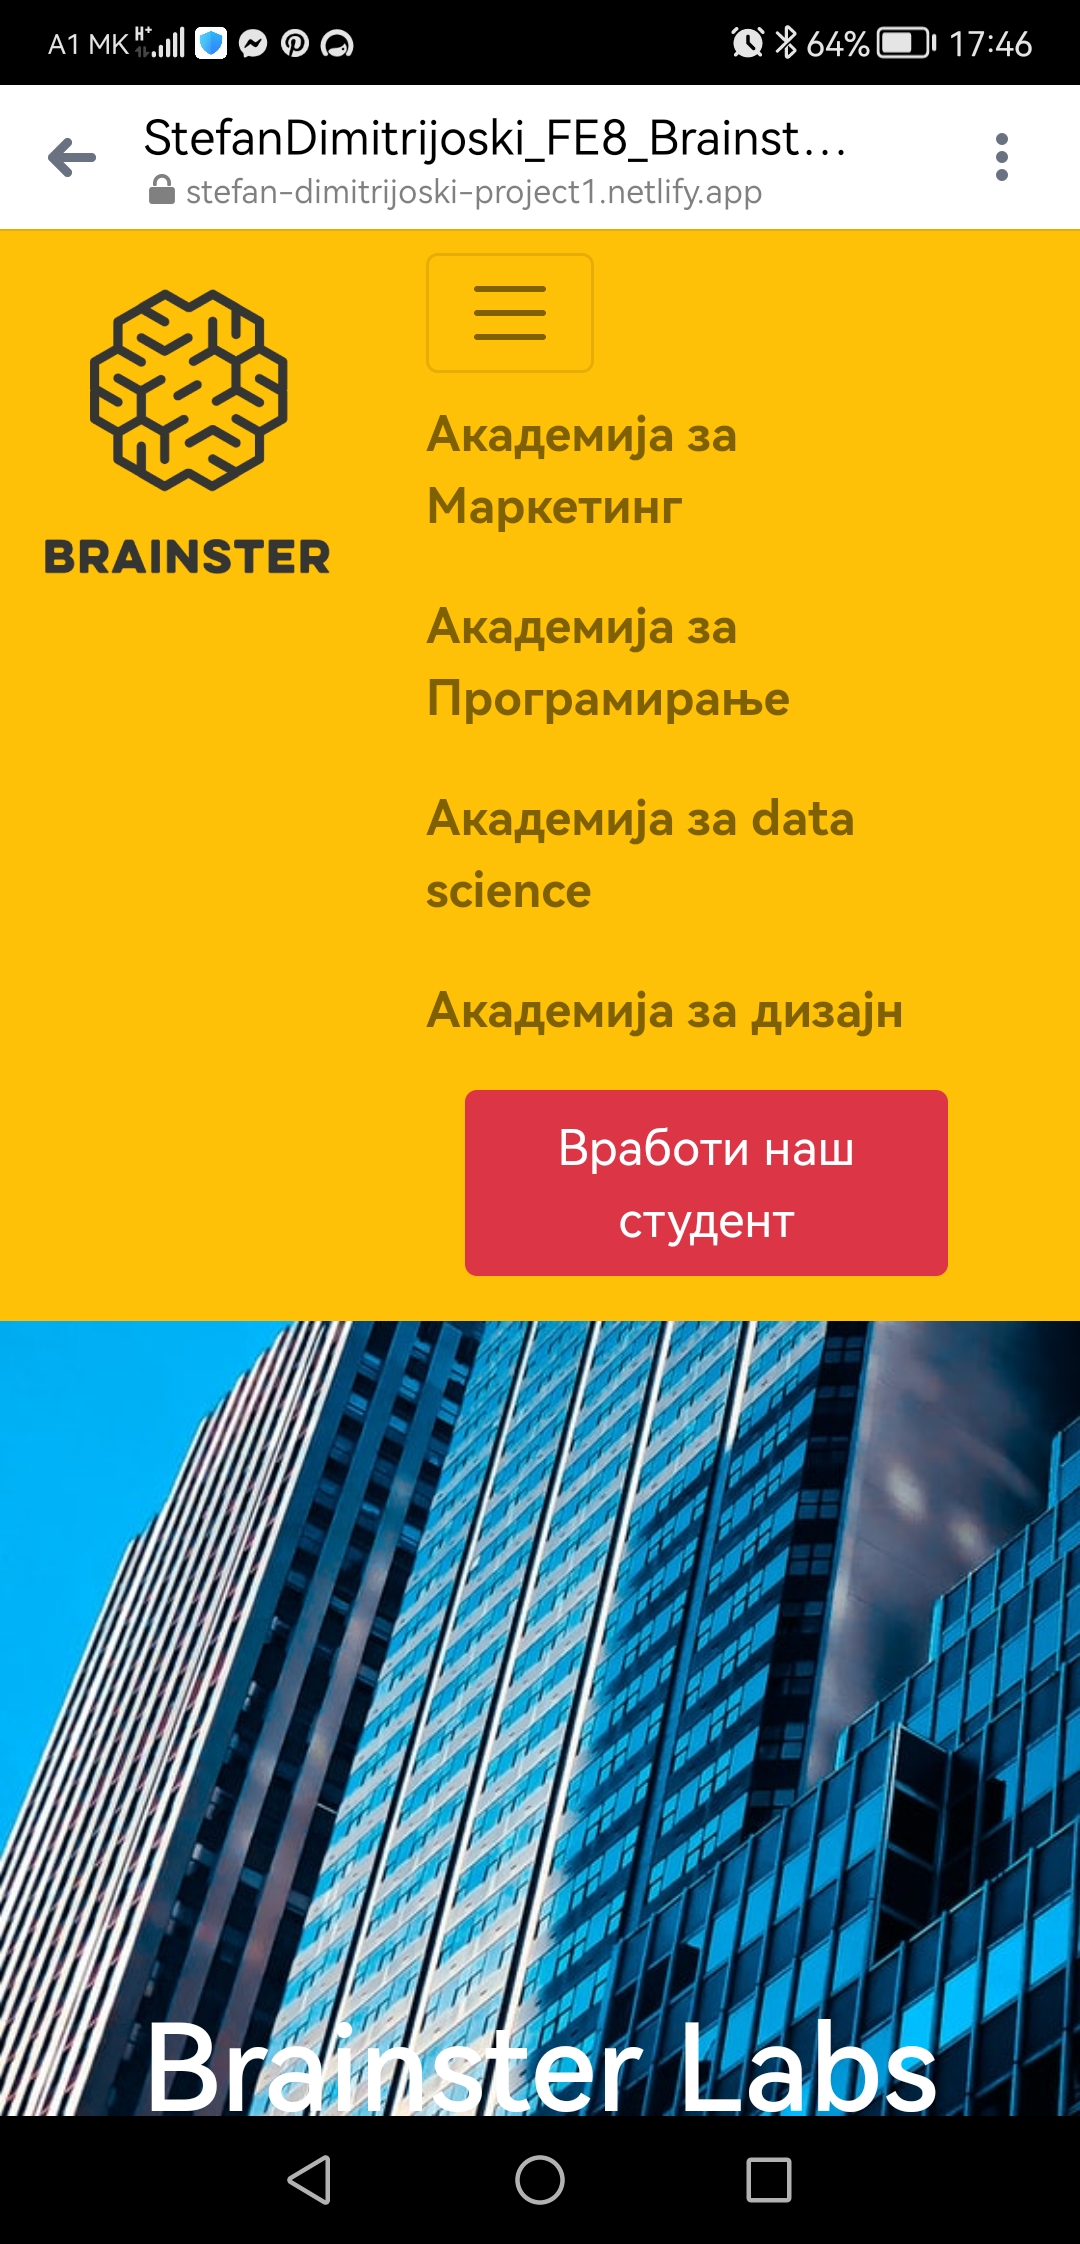 A1 MK H+ 64% 17:46
StefanDimitrijoski_FE8_Brainst...
stefan-dimitrijoski-project1.netlify.app
BRAINSTER
Академија за
Маркетинг
Академија за
Програмирање
Академија за data
science
Академија за дизајн
Вработи наш
студент
Brainster Labs